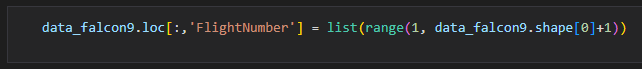 data_falcon9.loc[:,'FlightNumber'] = list(range(1, data_falcon9.shape[0]+1))